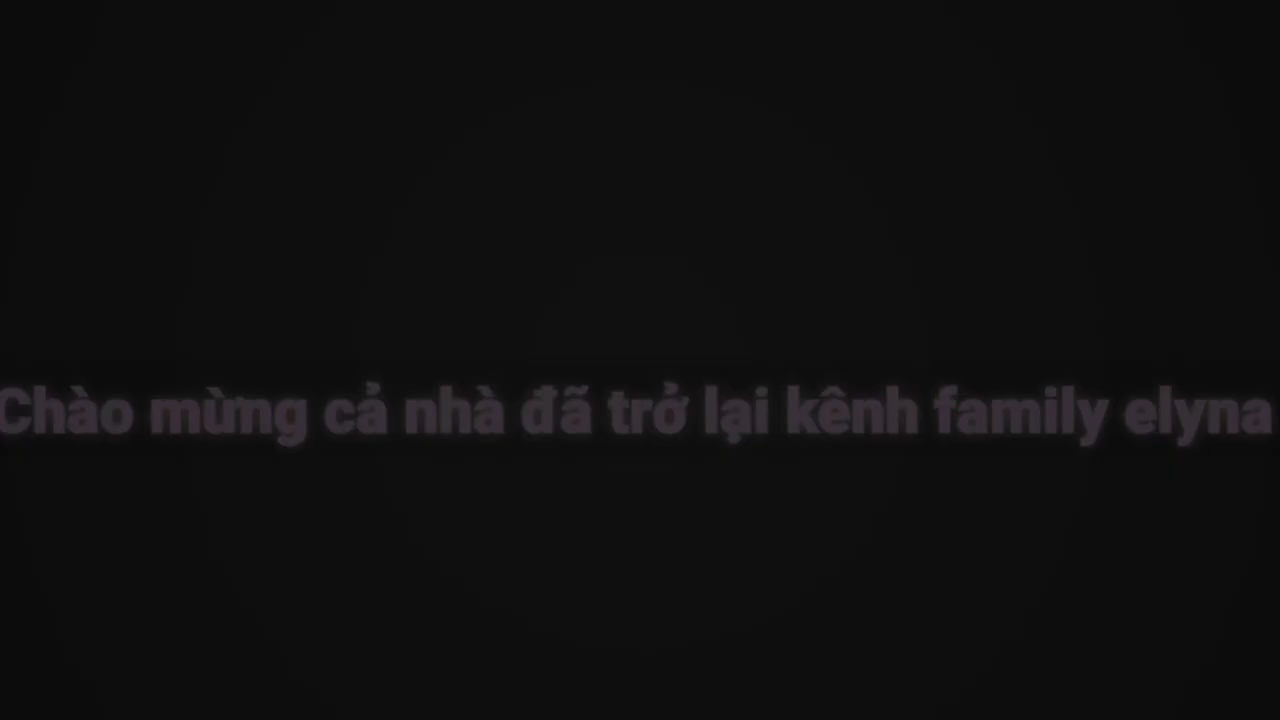 Chào mừng cả nhà đã trở lại kênh family elyna